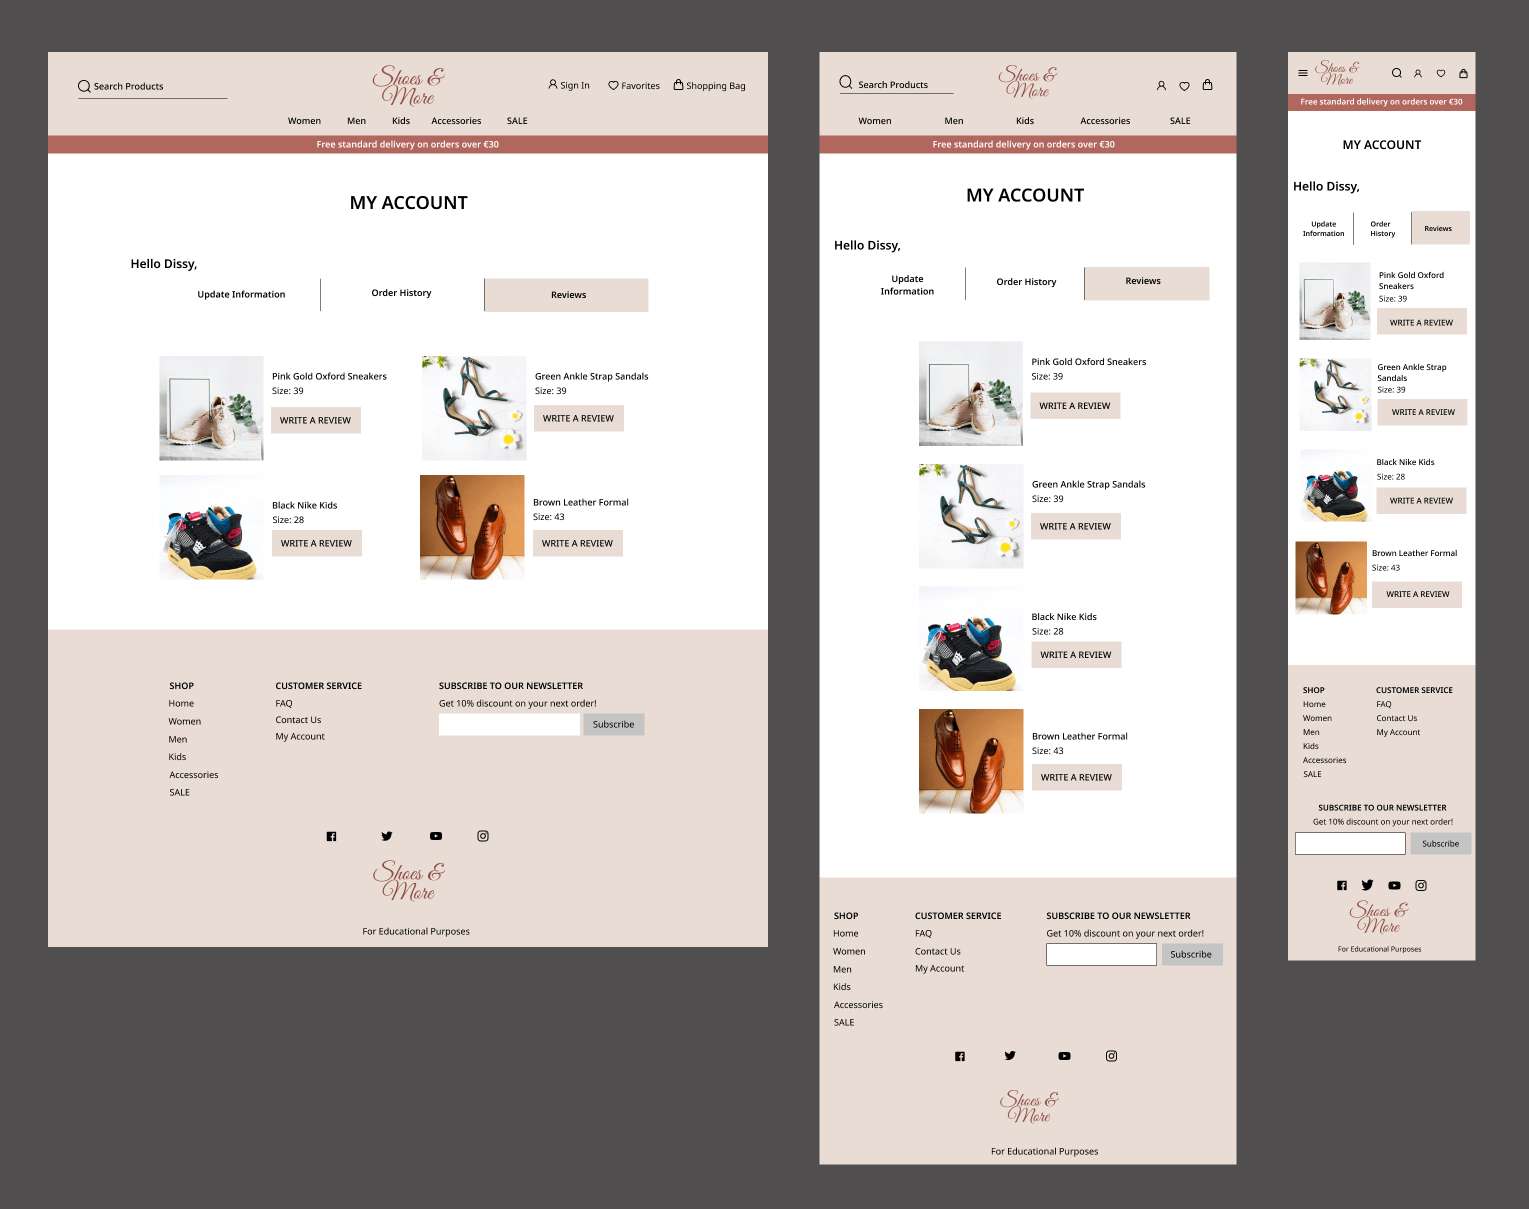 Search Products
Shoes &
More
Sign In
Favorites
Shopping Bag
Women Men Kids Accessories SALE
Free standard delivery on orders over €30
MY ACCOUNT
Hello Dissy,
Update Information
Order History
Reviews
Pink Gold Oxford Sneakers
Size: 39
WRITE A REVIEW
Green Ankle Strap Sandals
Size: 39
WRITE A REVIEW
Black Nike Kids
Size: 28
WRITE A REVIEW
Brown Leather Formal
Size: 43
WRITE A REVIEW
SHOP
Home
Women
Men
Kids
Accessories
SALE
CUSTOMER SERVICE
FAQ
Contact Us
My Account
SUBSCRIBE TO OUR NEWSLETTER
Get 10% discount on your next order!
Subscribe
Shoes &
More
For Educational Purposes
Search Products
Shoes &
More
Women Men Kids Accessories SALE
Free standard delivery on orders over €30
MY ACCOUNT
Hello Dissy,
Update
Information
Order History
Reviews
Pink Gold Oxford Sneakers
Size: 39
WRITE A REVIEW
Green Ankle Strap Sandals
Size: 39
WRITE A REVIEW
Black Nike Kids
Size: 28
WRITE A REVIEW
Brown Leather Formal
Size: 43
WRITE A REVIEW
SHOP
Home
Women
Men
Kids
Accessories
SALE
CUSTOMER SERVICE
FAQ
Contact Us
My Account
SUBSCRIBE TO OUR NEWSLETTER
Get 10% discount on your next order!
Subscribe
Shoes &
More
For Educational Purposes
Shoes &
More
Free standard delivery on orders over €30
MY ACCOUNT
Hello Dissy,
Update
Information
Order
History
Reviews
Pink Gold Oxford
Sneakers
Size: 39
WRITE A REVIEW
Green Ankle Strap
Sandals
Size: 39
WRITE A REVIEW
Black Nike Kids
Size: 28
WRITE A REVIEW
Brown Leather Formal
Size: 43
WRITE A REVIEW
SHOP
Home
Women
Men
Kids
Accessories
SALE
CUSTOMER SERVICE
FAQ
Contact Us
My Account
SUBSCRIBE TO OUR NEWSLETTER
Get 10% discount on your next order!
Subscribe
Shoes &
More
For Educational Purposes